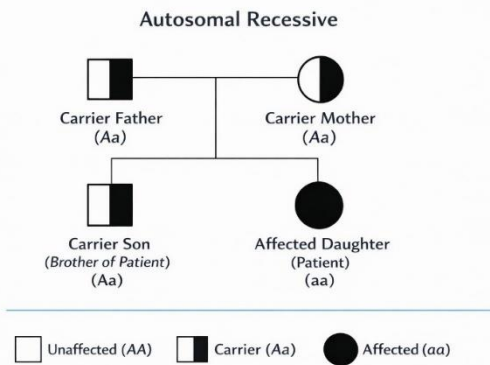 Autosomal Recessive
Carrier Father
(Aa)
Carrier Mother
(Aa)
Carrier Son
(Brother of Patient)
(Aa)
Affected Daughter
(Patient)
(aa)
Unaffected (AA)
Carrier (Aa)
Affected (aa)